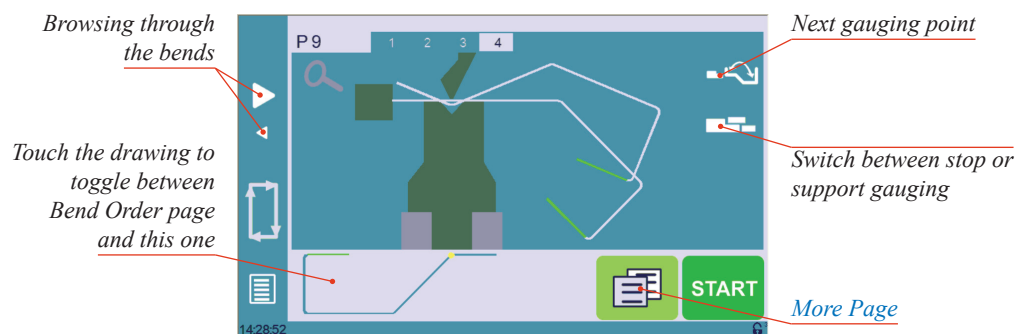 Browsing through
the bends
Touch the drawing to
toggle between
Bend Order page
and this one
P 9
1 2 3 4
START
14:28:52
Next gauging point
Switch between stop or
support gauging
More Page